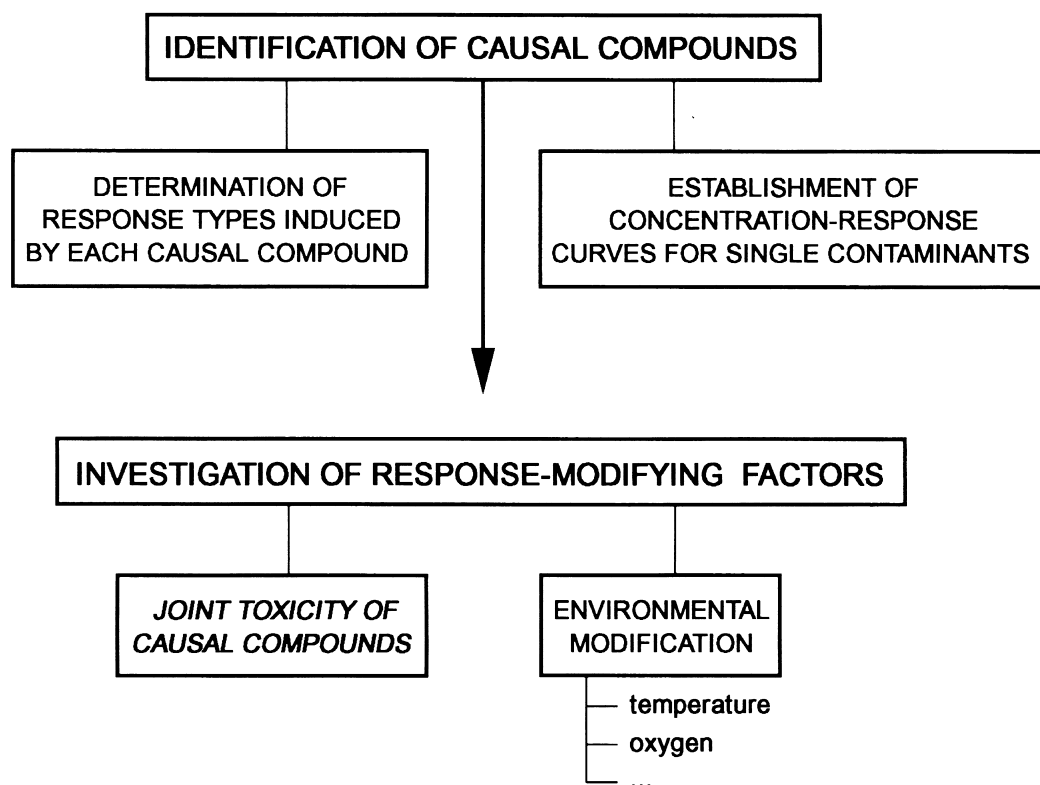 IDENTIFICATION OF CAUSAL COMPOUNDS
DETERMINATION OF
RESPONSE TYPES INDUCED
BY EACH CAUSAL COMPOUND
ESTABLISHMENT OF
CONCENTRATION-RESPONSE
CURVES FOR SINGLE CONTAMINANTS
INVESTIGATION OF RESPONSE-MODIFYING FACTORS
JOINT TOXICITY OF
CAUSAL COMPOUNDS
ENVIRONMENTAL
MODIFICATION
temperature
oxygen
...